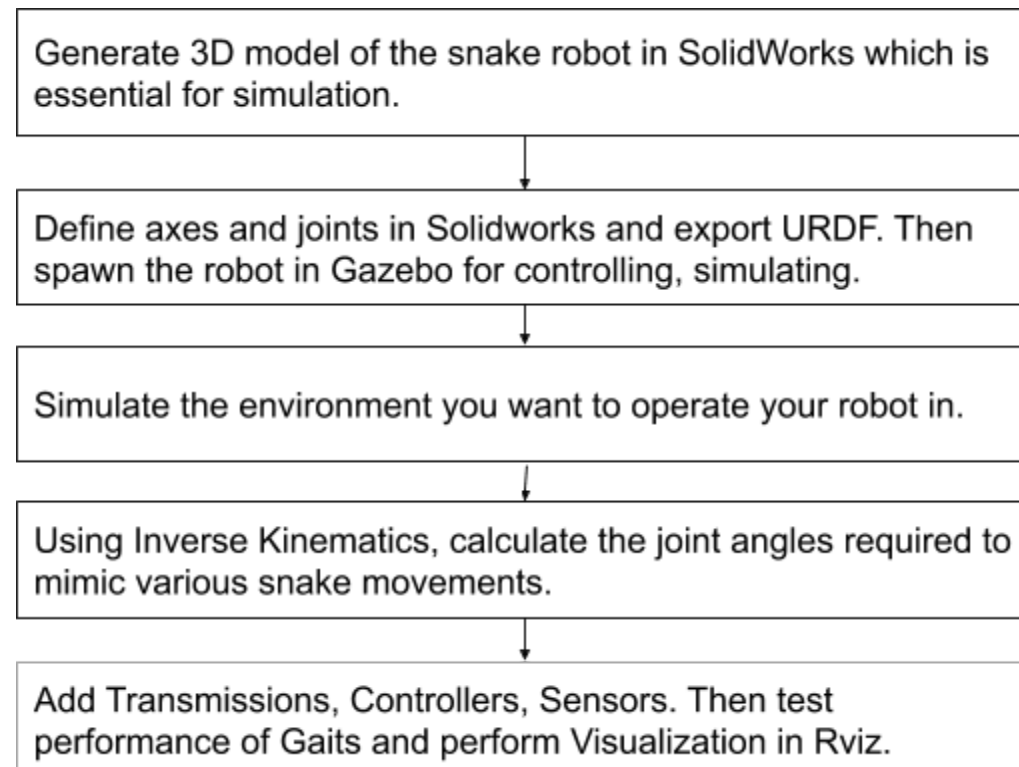 Generate 3D model of the snake robot in SolidWorks which is
essential for simulation.
Define axes and joints in Solidworks and export URDF. Then
spawn the robot in Gazebo for controlling, simulating.
Simulate the environment you want to operate your robot in.
Using Inverse Kinematics, calculate the joint angles required to
mimic various snake movements.
Add Transmissions, Controllers, Sensors. Then test
performance of Gaits and perform Visualization in Rviz.